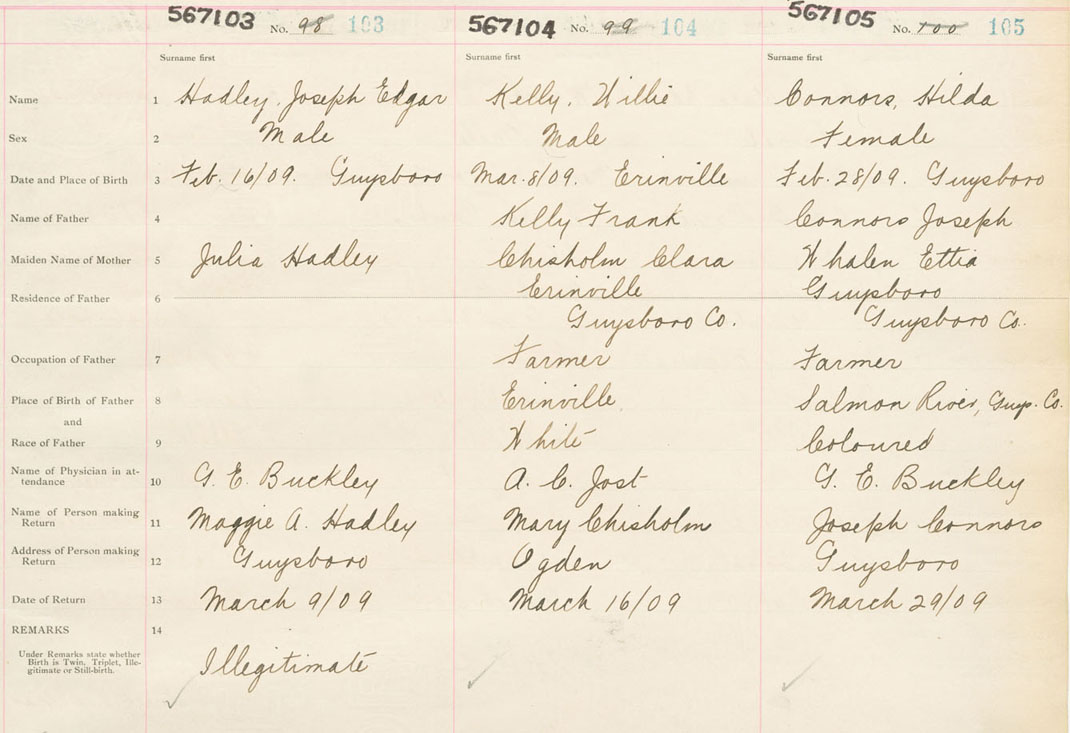 567103 No. 98 103 567104 No. 99 104 567105 No. 100 105
Surname first Surname first Surname first
Name 1 Hadley, Joseph Edgar Kelly, Willie Connors, Hilda
Sex 2 Male Male Female
Date and Place of Birth 3 Feb. 16/09. Guysboro Mar. 8/09. Erinville Feb. 28/09. Guysboro
Name of Father 4 Kelly Frank Connors Joseph
Maiden Name of Mother 5 Julia Hadley Chisholm Clara Whalen Ettia
Residence of Father 6 Erinville Guysboro
Guysboro Co. Guysboro Co.
Occupation of Father 7 Farmer Farmer
Place of Birth of Father 8 Erinville Salmon River, Guys. Co.
and
Race of Father 9 White Coloured
Name of Physician in at-
tendance 10 G. E. Buckley A. C. Jost G. E. Buckley
Name of Person making
Return 11 Maggie A. Hadley Mary Chisholm Joseph Connors
Address of Person making
Return 12 Guysboro Ogden Guysboro
Date of Return 13 March 9/09 March 16/09 March 29/09
REMARKS 14
Under Remarks state whether
Birth is Twin, Triplet, Ille-
gitimate or Still-birth.
Illegitimate